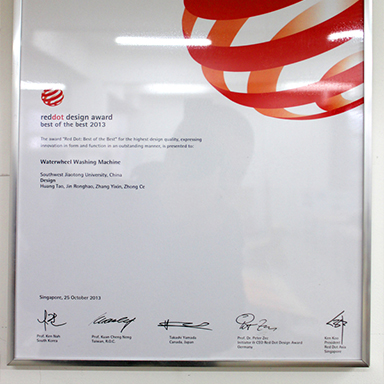 reddot design award
best of the best 2013
The award "Red Dot: Best of the Best" for the highest design quality, expressing
innovation in form and function in an outstanding manner, is presented to:
Waterwheel Washing Machine
Southwest Jiaotong University, China
Design
Huang Tao, Jin Ronghao, Zhang Yixin, Zhong Ce
Singapore, 25 October 2013
Prof. Ken Nah
South Korea
Prof. Kuan Cheng Neng
Taiwan, R.O.C.
Takashi Yamada
Canada, Japan
Prof. Dr. Peter Zec
Initiator & CEO Red Dot Design Award
Germany
Ken Koo
President
Red Dot Asia
Singapore